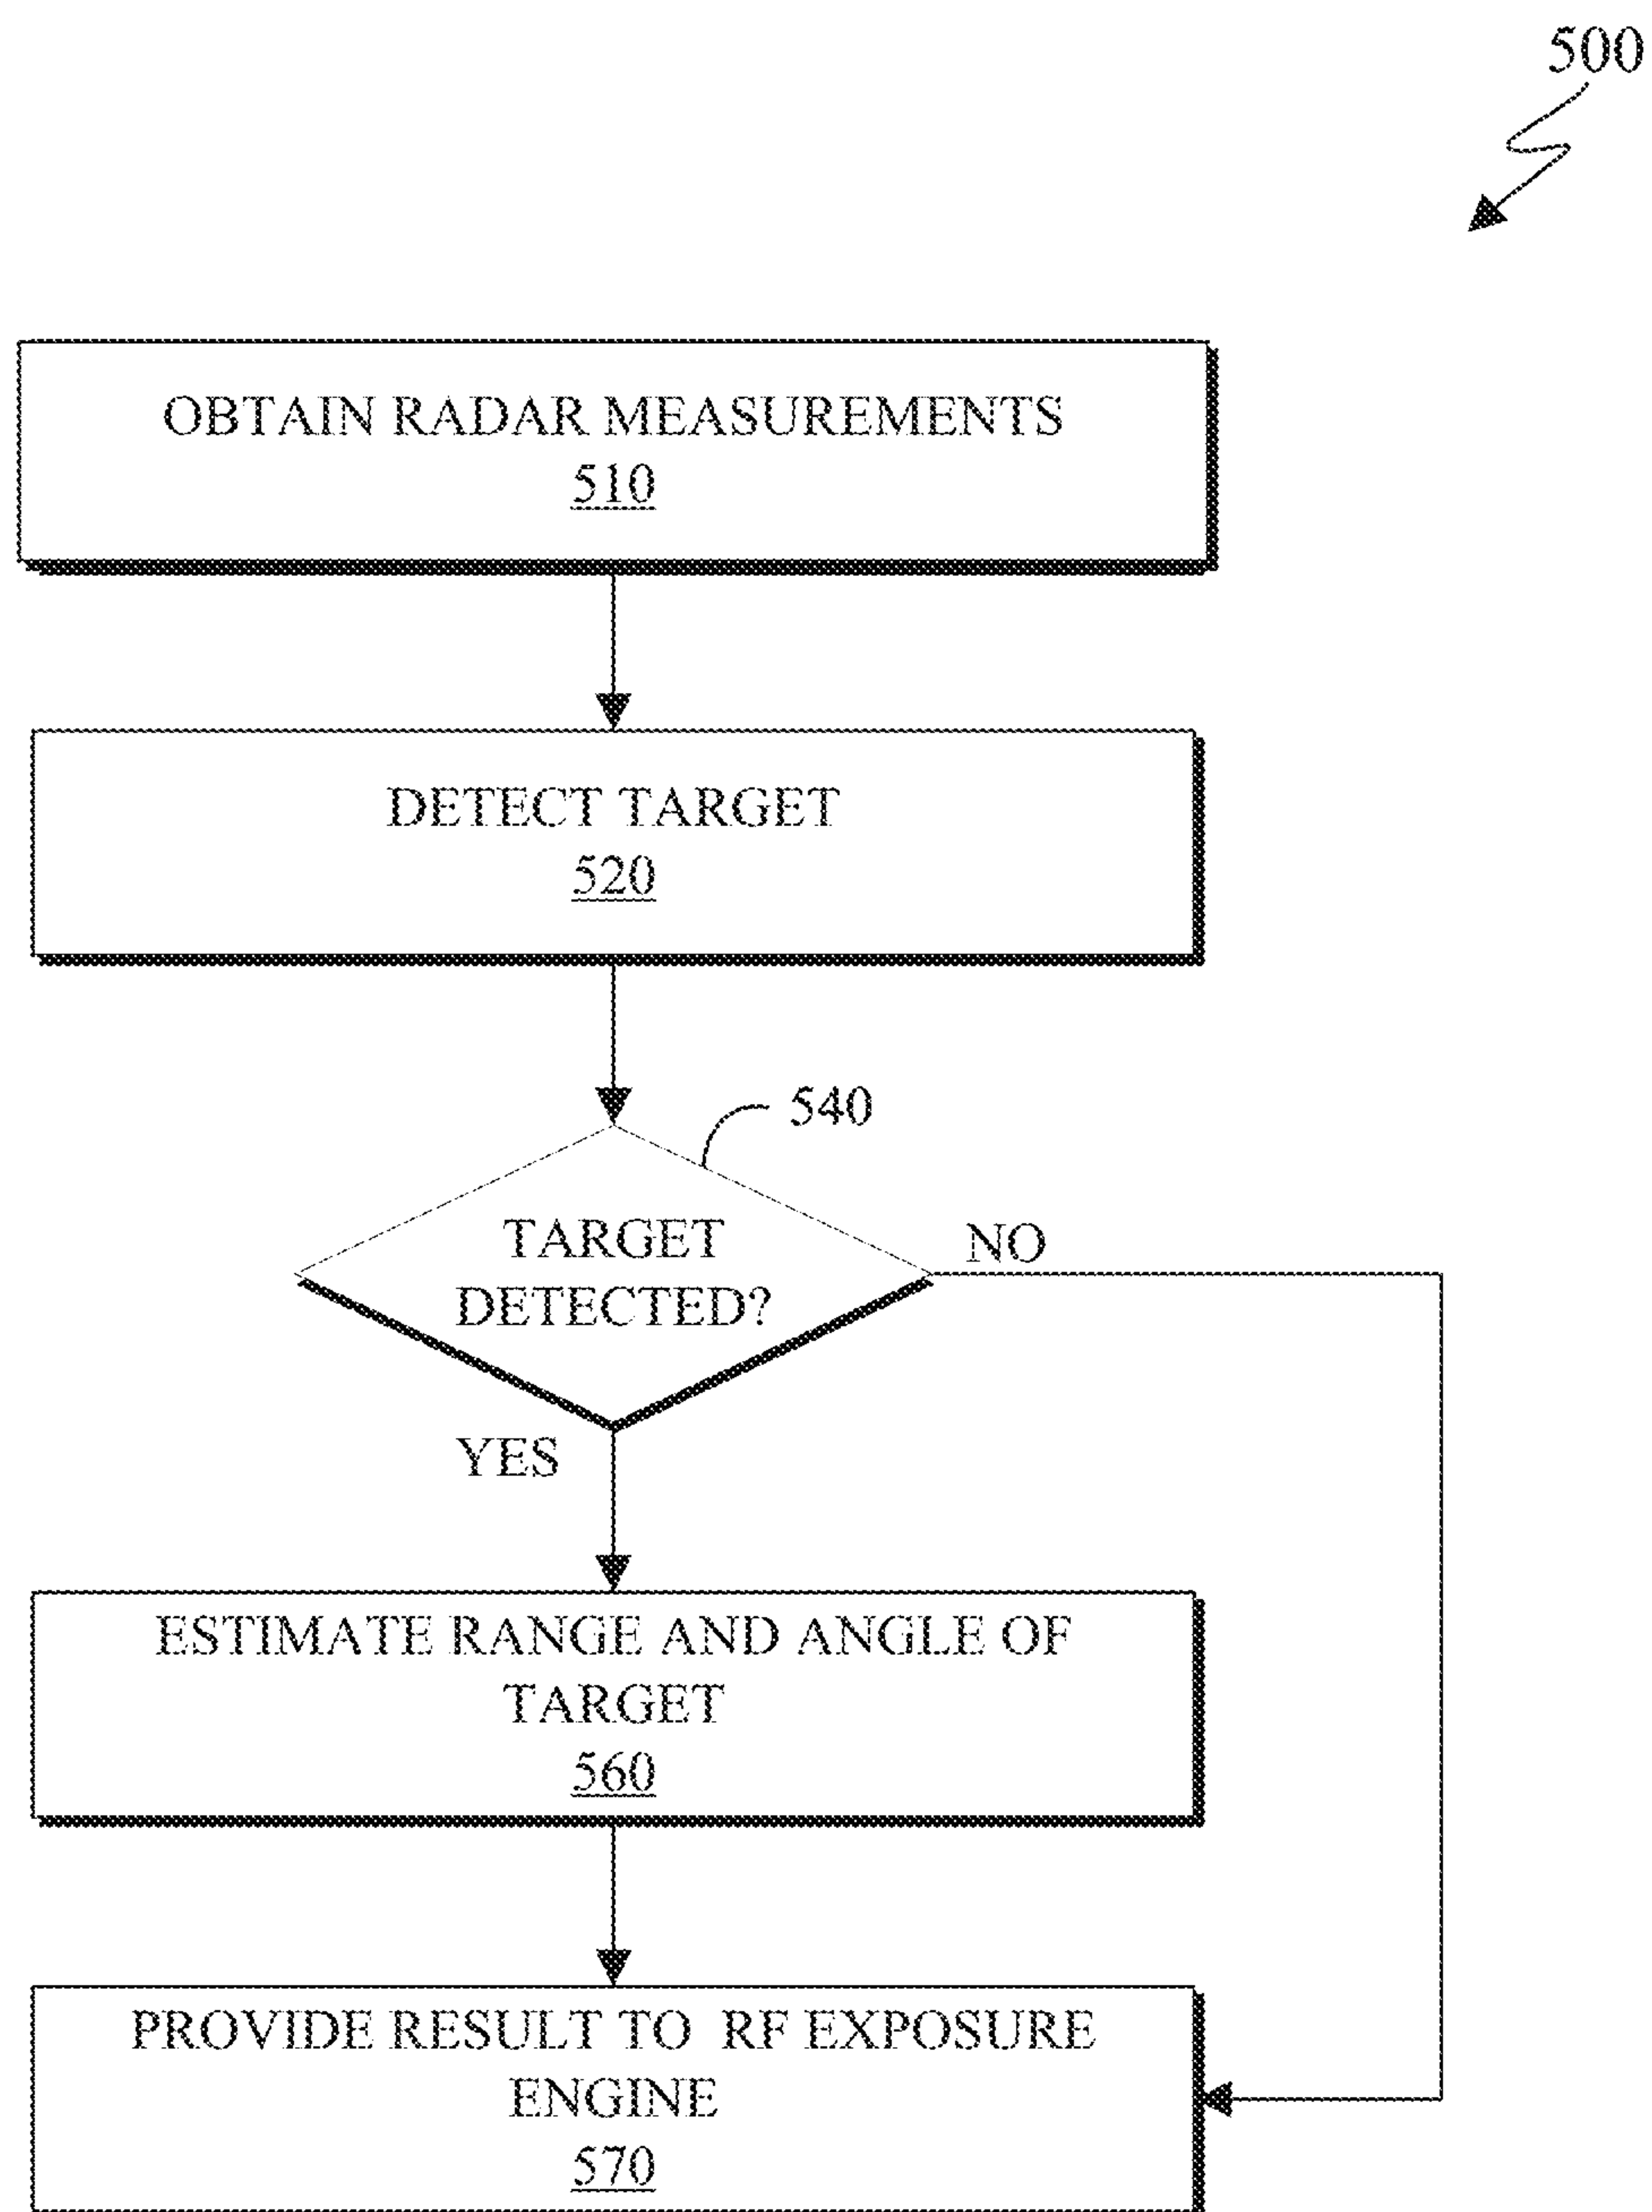 500
OBTAIN RADAR MEASUREMENTS
510
DETECT TARGET
520
540
TARGET
DETECTED?
NO
YES
ESTIMATE RANGE AND ANGLE OF
TARGET
560
PROVIDE RESULT TO RF EXPOSURE
ENGINE
570